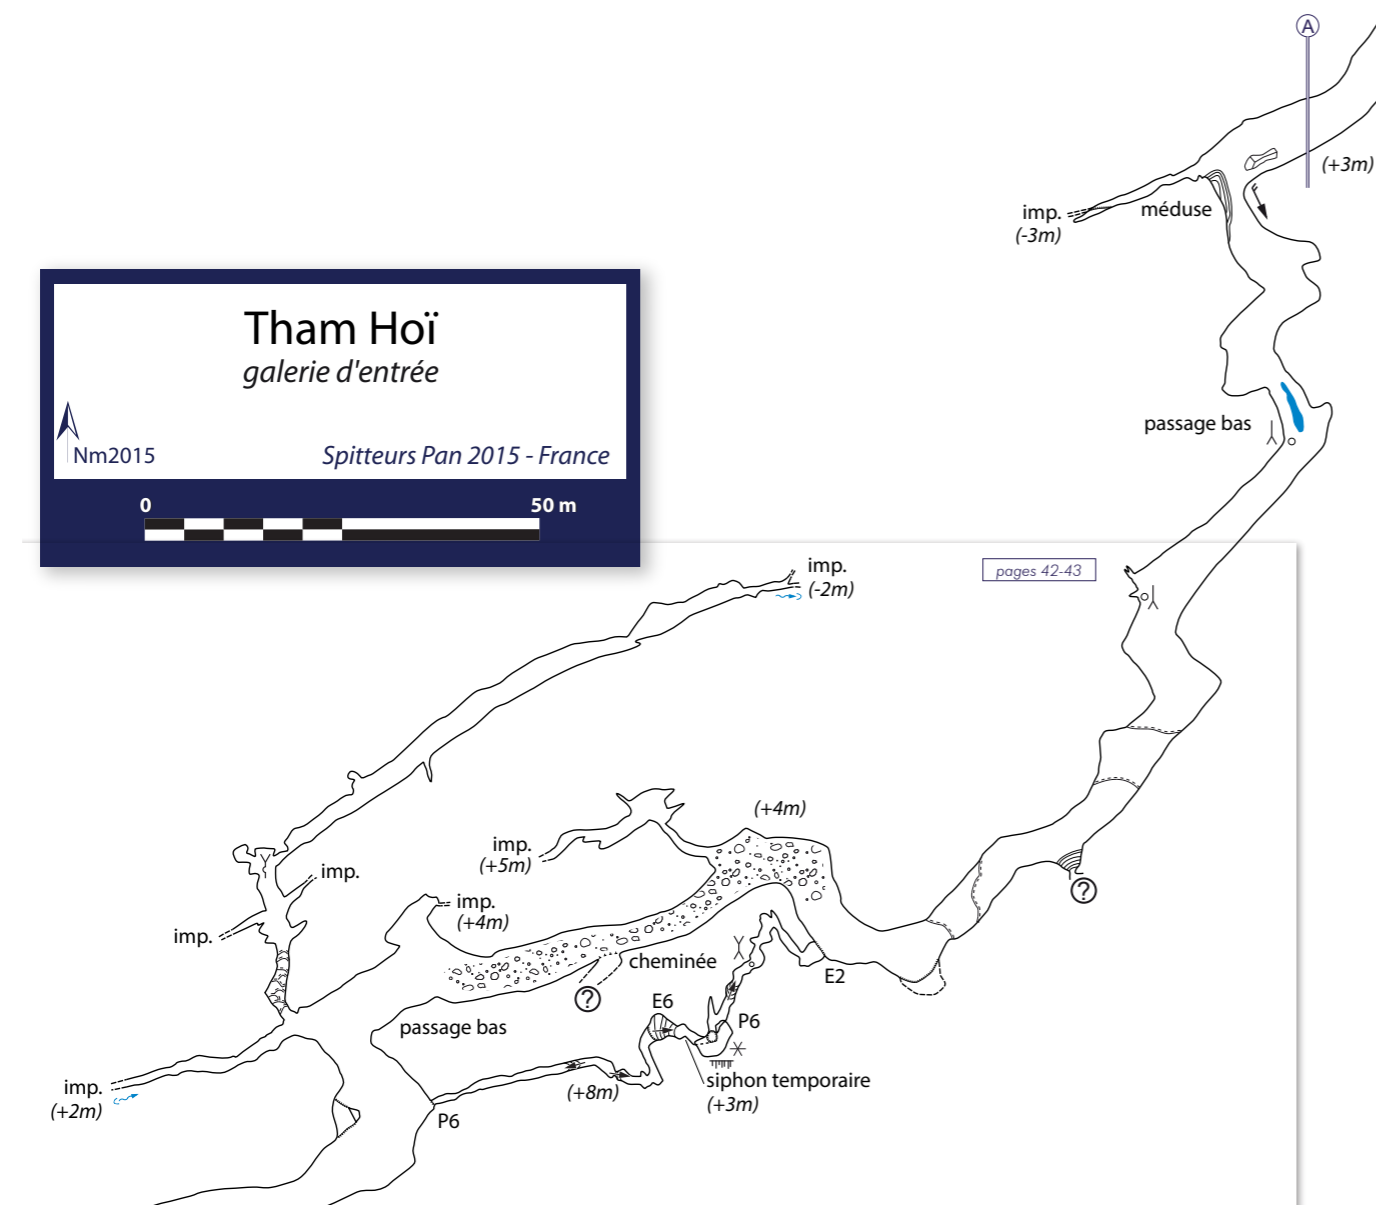 A
(+3m)
imp.
(-3m)
méduse
Tham Hoï
galerie d'entrée
Nm2015
Spitteurs Pan 2015 - France
0
50 m
passage bas
pages 42-43
imp.
(-2m)
(+4m)
imp.
(+5m)
imp.
imp.
(+4m)
imp.
?
cheminée
E2
?
E6
P6
passage bas
siphon temporaire
(+3m)
(+8m)
imp.
(+2m)
P6